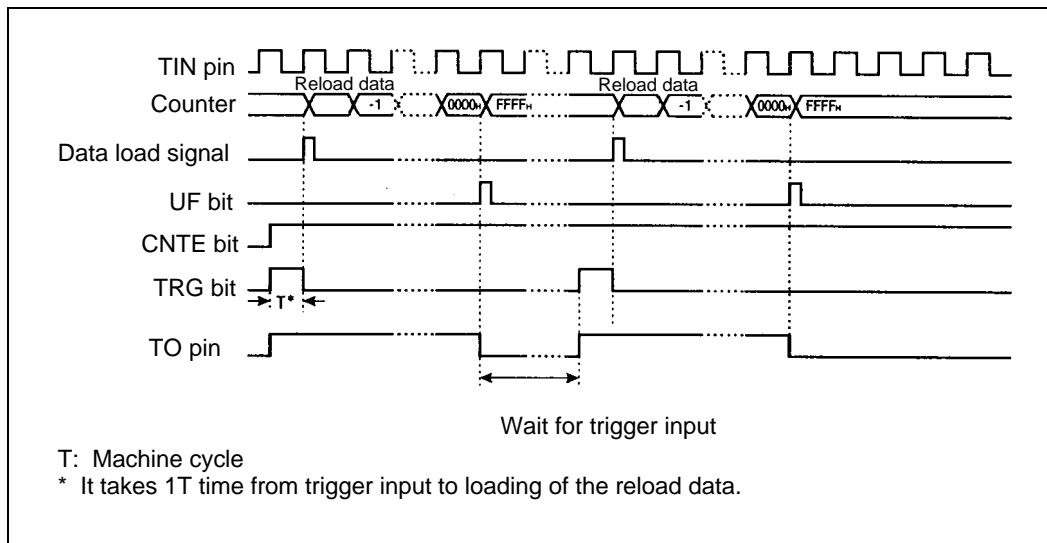 TIN pin
Reload data Reload data
Counter -1 0000H FFFFH -1 0000H FFFFH
Data load signal
UF bit
CNTE bit
TRG bit
T*
TO pin
Wait for trigger input
T: Machine cycle
* It takes 1T time from trigger input to loading of the reload data.